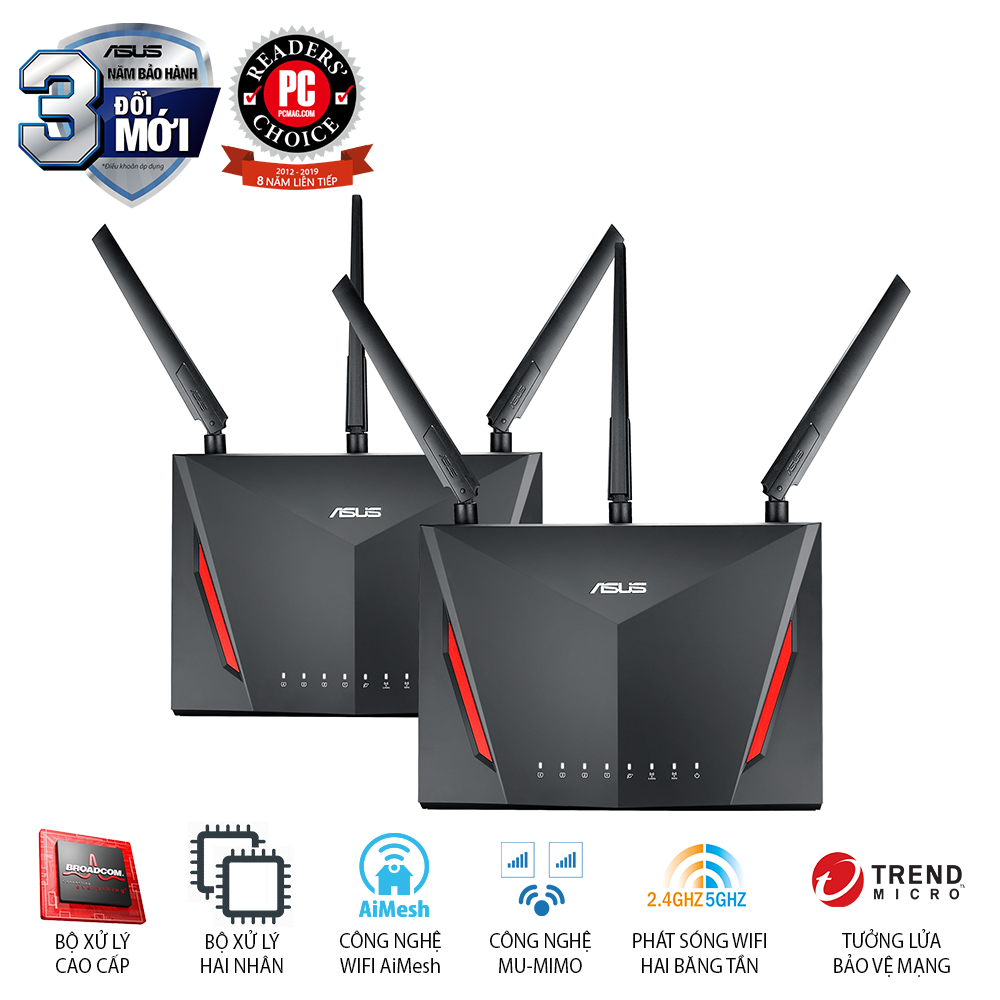 ASUS
3 NĂM BẢO HÀNH
ĐỔI
MỚI
*Điều khoản áp dụng
READERS'
PC
PCMAG.COM
CHOICE
2012 - 2019
8 NĂM LIÊN TIẾP
ASUS
ASUS
BROADCOM.
AiMesh
2.4GHZ 5GHZ
TREND
MICRO™
BỘ XỬ LÝ
CAO CẤP
BỘ XỬ LÝ
HAI NHÂN
CÔNG NGHỆ
WIFI AiMesh
CÔNG NGHỆ
MU-MIMO
PHÁT SÓNG WIFI
HAI BĂNG TẦN
TƯỞNG LỬA
BẢO VỆ MẠNG